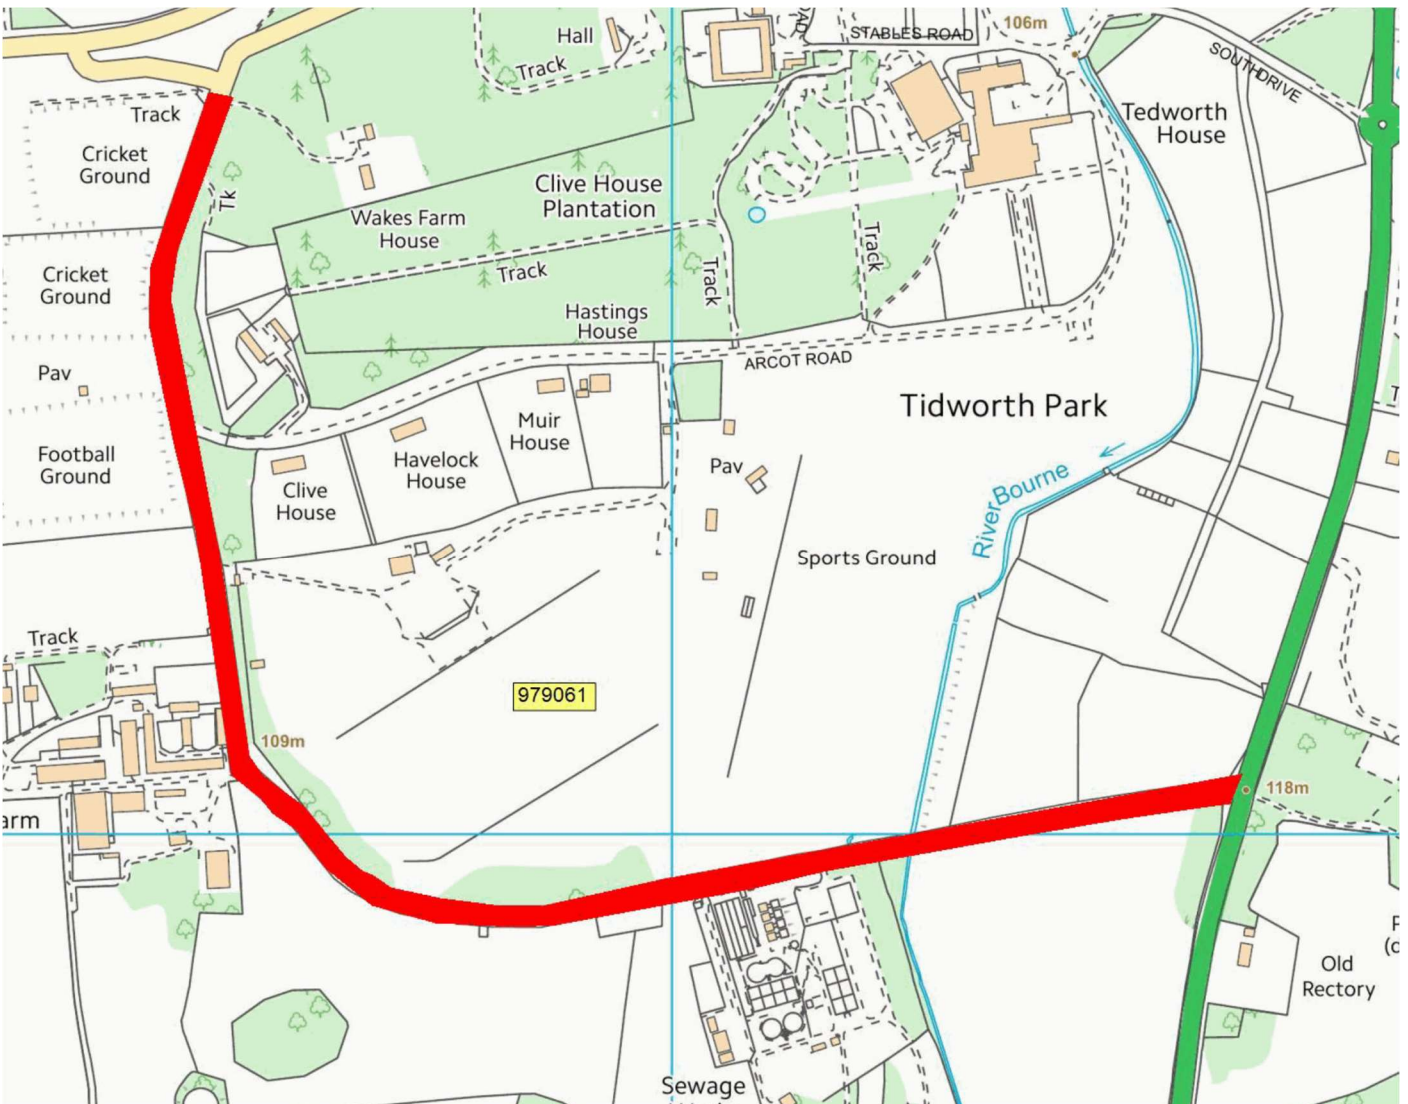 106m
Hall
STABLES ROAD
Track
SOUTH DRIVE
Track
Tedworth
House
Cricket
Ground
Clive House
Plantation
Tk
Wakes Farm
House
Track
Track
Track
Cricket
Ground
Hastings
House
ARCOT ROAD
Pav
Tidworth Park
Muir
House
Football
Ground
Havelock
House
Pav
Clive
House
River Bourne
Sports Ground
Track
979061
109m
118m
arm
Old
Rectory
Sewage